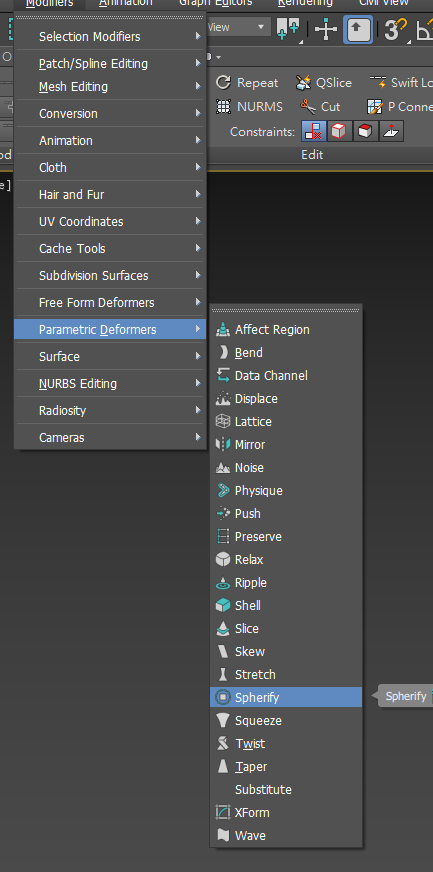 Modifiers Animation Graph Editors Rendering Civil View
View
Selection Modifiers
Patch/Spline Editing
Mesh Editing
Conversion
Animation
Cloth
Hair and Fur
UV Coordinates
Cache Tools
Subdivision Surfaces
Free Form Deformers
Parametric Deformers
Surface
NURBS Editing
Radiosity
Cameras
Repeat QSlice Swift Lo
NURMS Cut P Conne
Constraints:
Edit
Affect Region
Bend
Data Channel
Displace
Lattice
Mirror
Noise
Physique
Push
Preserve
Relax
Ripple
Shell
Slice
Skew
Stretch
Spherify
Squeeze
Twist
Taper
Substitute
XForm
Wave
Spherify